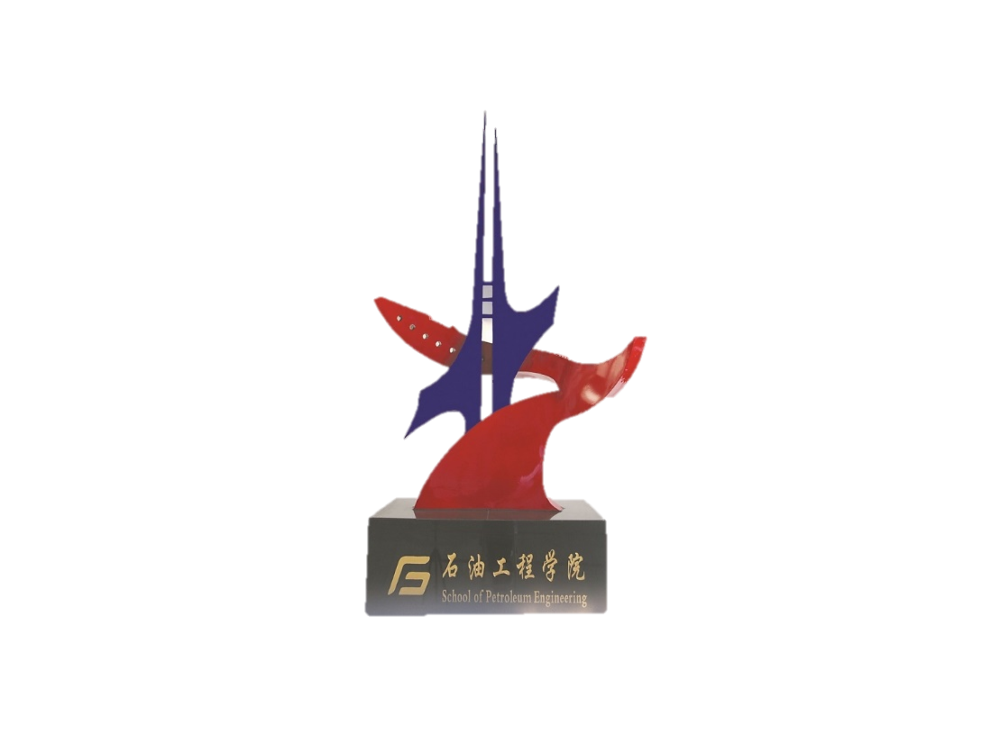 石油工程学院
School of Petroleum Engineering